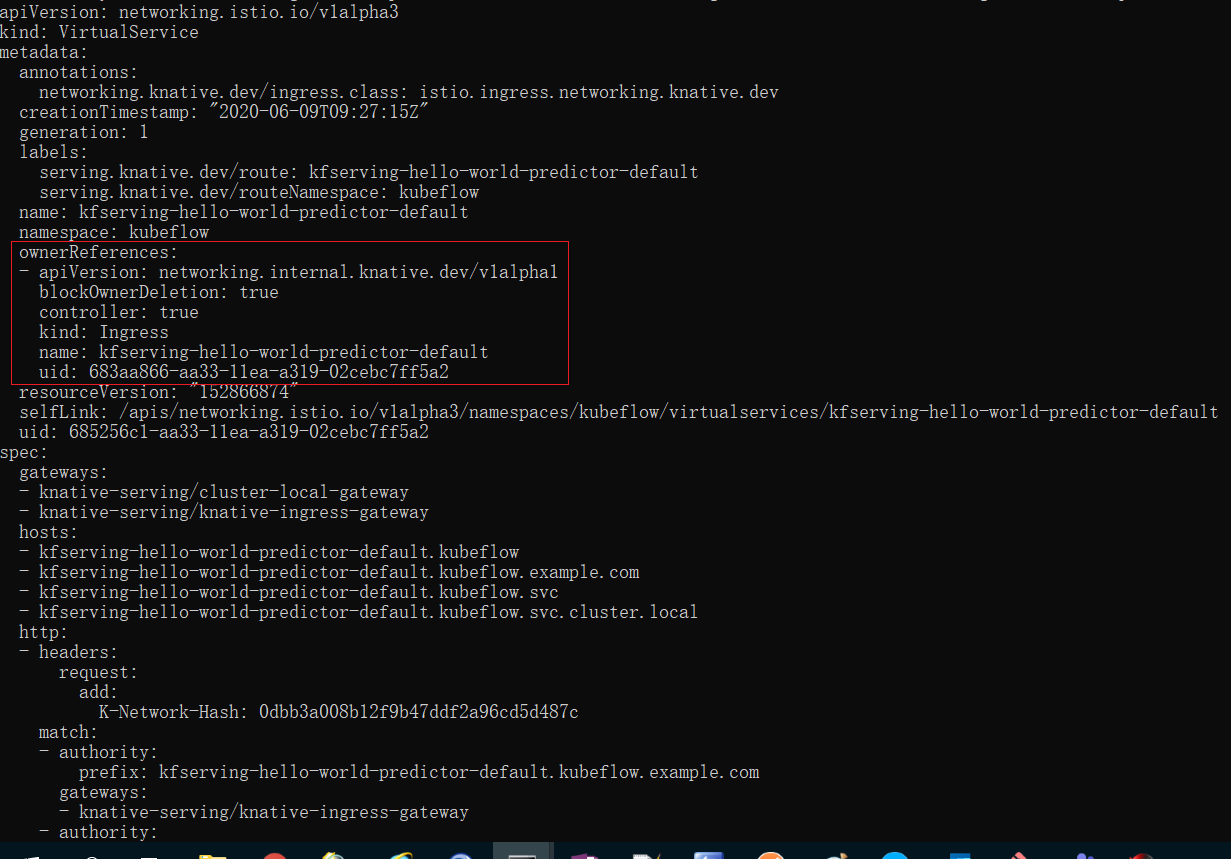 apiVersion: networking.istio.io/v1alpha3
kind: VirtualService
metadata:
  annotations:
    networking.knative.dev/ingress.class: istio.ingress.networking.knative.dev
  creationTimestamp: "2020-06-09T09:27:15Z"
  generation: 1
  labels:
    serving.knative.dev/route: kfserving-hello-world-predictor-default
    serving.knative.dev/routeNamespace: kubeflow
  name: kfserving-hello-world-predictor-default
  namespace: kubeflow
  ownerReferences:
  - apiVersion: networking.internal.knative.dev/v1alpha1
    blockOwnerDeletion: true
    controller: true
    kind: Ingress
    name: kfserving-hello-world-predictor-default
    uid: 683aa866-aa33-11ea-a319-02cebc7ff5a2
  resourceVersion: "152866874"
  selfLink: /apis/networking.istio.io/v1alpha3/namespaces/kubeflow/virtualservices/kfserving-hello-world-predictor-default
  uid: 685256c1-aa33-11ea-a319-02cebc7ff5a2
spec:
  gateways:
  - knative-serving/cluster-local-gateway
  - knative-serving/knative-ingress-gateway
  hosts:
  - kfserving-hello-world-predictor-default.kubeflow
  - kfserving-hello-world-predictor-default.kubeflow.example.com
  - kfserving-hello-world-predictor-default.kubeflow.svc
  - kfserving-hello-world-predictor-default.kubeflow.svc.cluster.local
  http:
  - headers:
      request:
        add:
          K-Network-Hash: 0dbb3a008b12f9b47ddf2a96cd5d487c
    match:
    - authority:
        prefix: kfserving-hello-world-predictor-default.kubeflow.example.com
      gateways:
      - knative-serving/knative-ingress-gateway
    - authority: